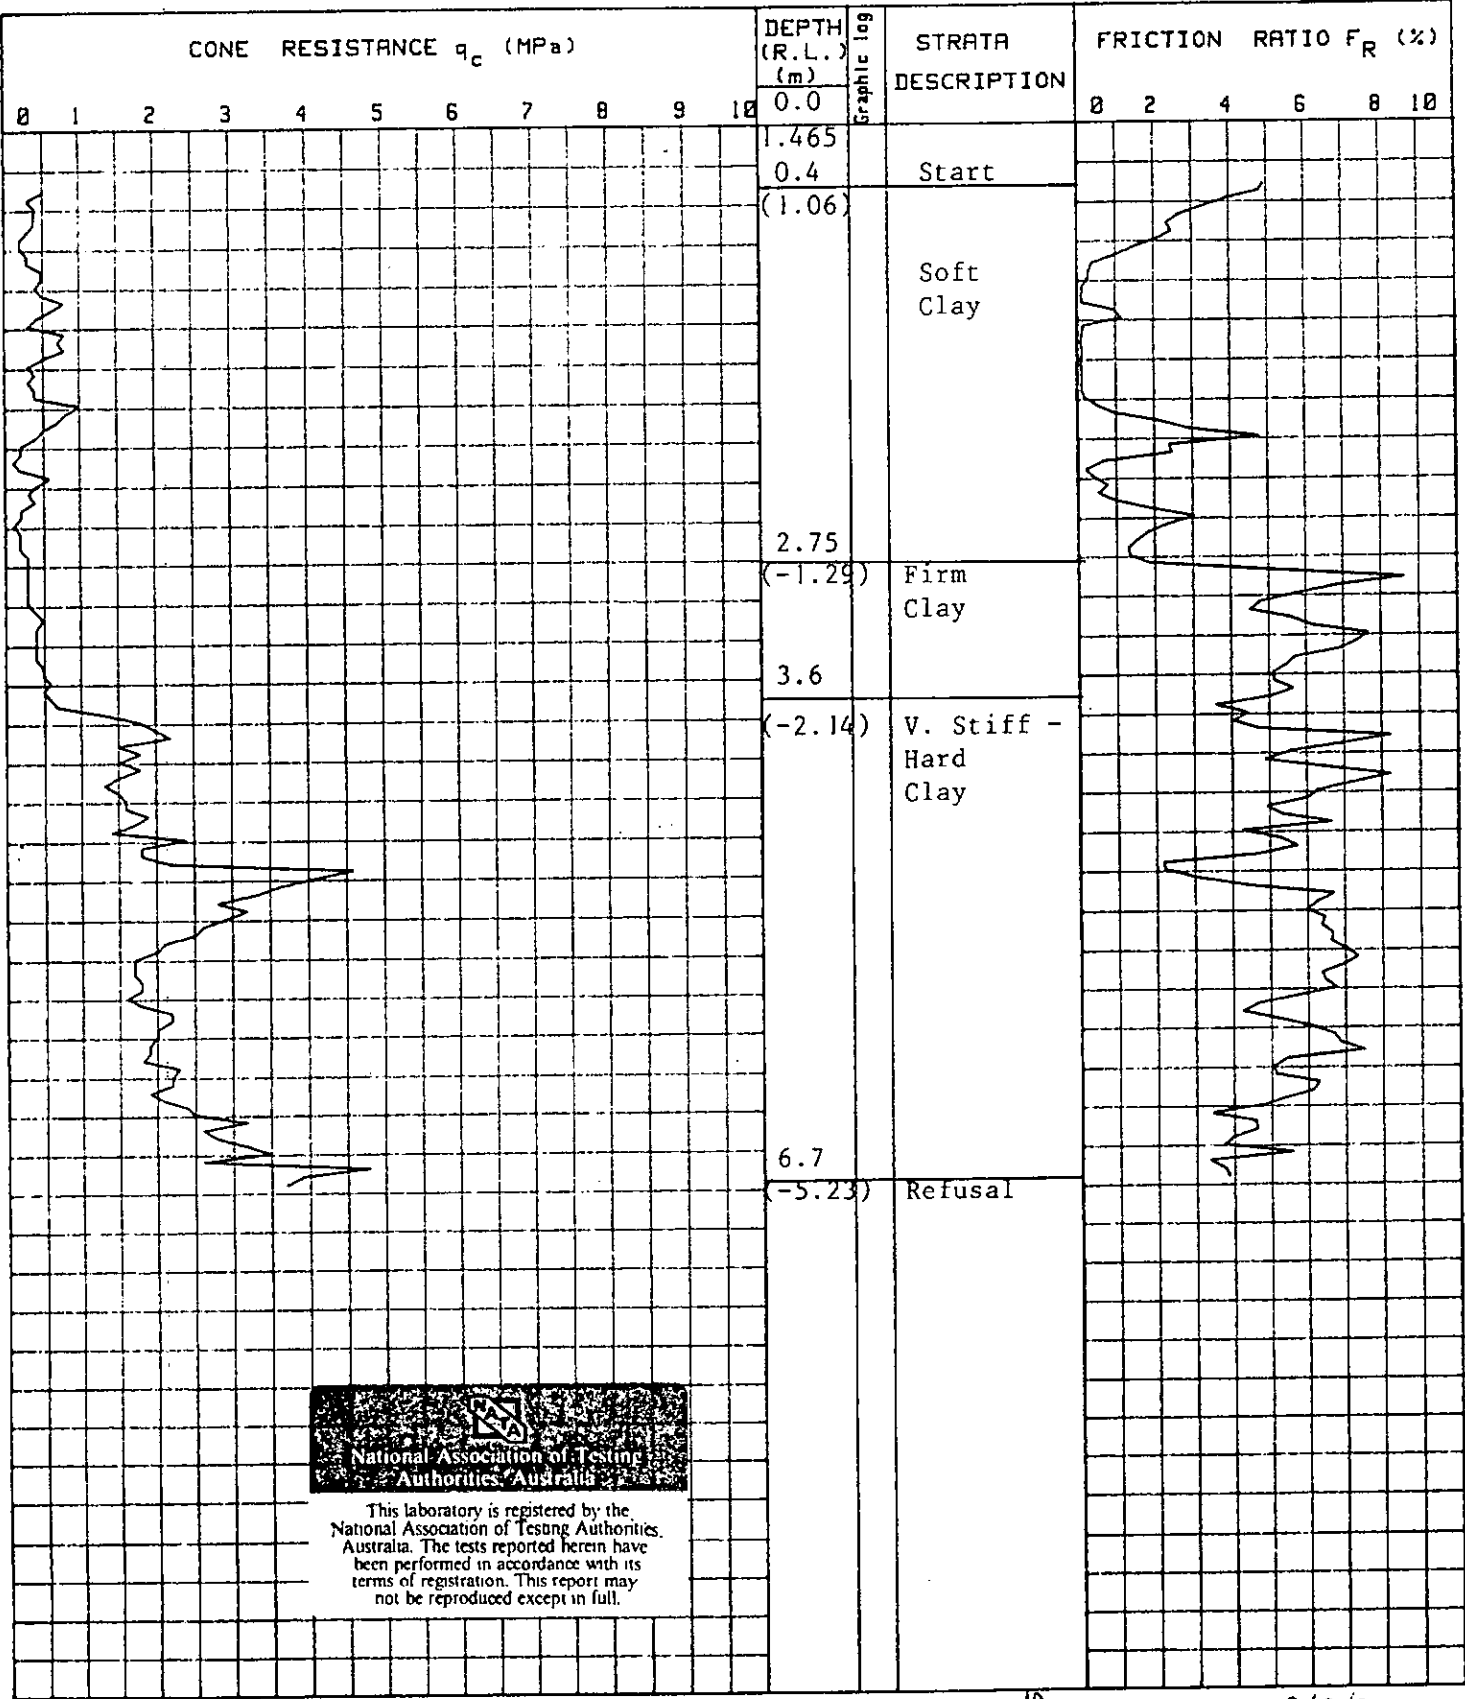 CONE RESISTANCE qc (MPa)
0 1 2 3 4 5 6 7 8 9 10
DEPTH
(R.L.)
(m)
0.0
Graphic log
STRATA
DESCRIPTION
FRICTION RATIO FR (%)
0 2 4 6 8 10
1.465
0.4 Start
(1.06)
Soft
Clay
2.75
(-1.29) Firm
Clay
3.6
(-2.14) V. Stiff -
Hard
Clay
6.7
(-5.23) Refusal
NATA
National Association of Testing
Authorities, Australia
This laboratory is registered by the
National Association of Testing Authorities.
Australia. The tests reported herein have
been performed in accordance with its
terms of registration. This report may
not be reproduced except in full.